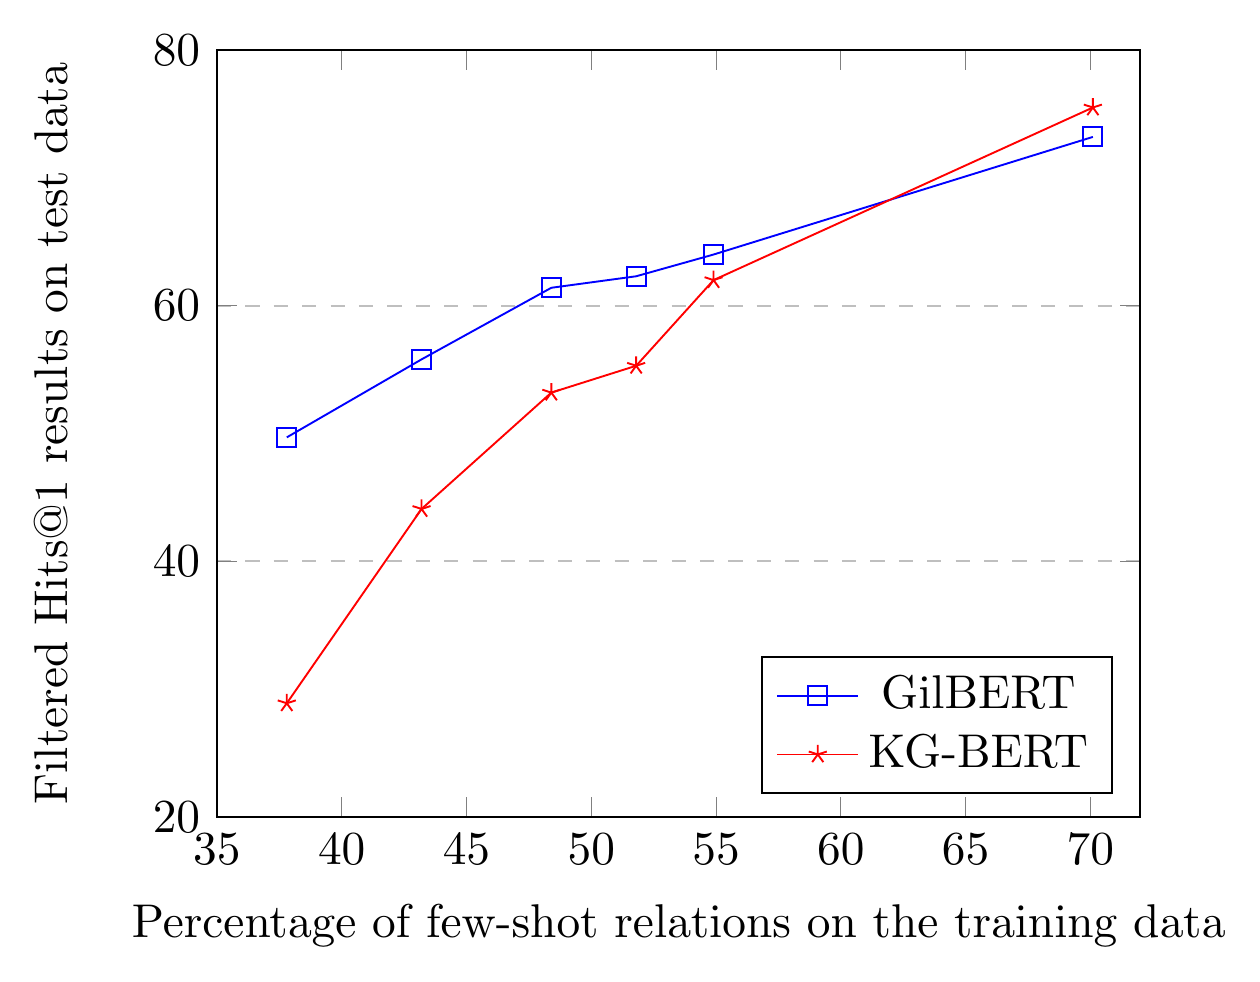 80
60
40
20
Filtered Hits@1 results on test data
GilBERT
KG-BERT
35 40 45 50 55 60 65 70
Percentage of few-shot relations on the training data